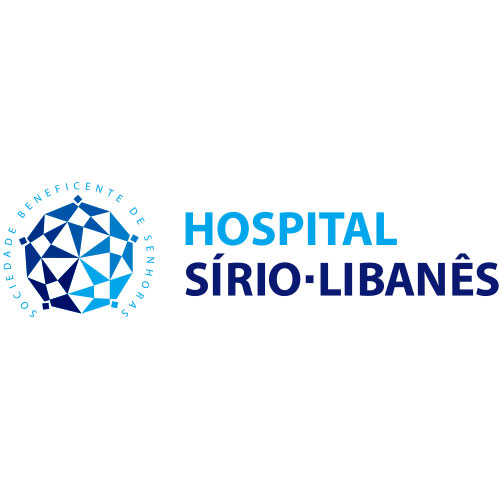 SOCIEDADE BENEFICENTE DE SENHORAS
HOSPITAL
SÍRIO·LIBANÊS